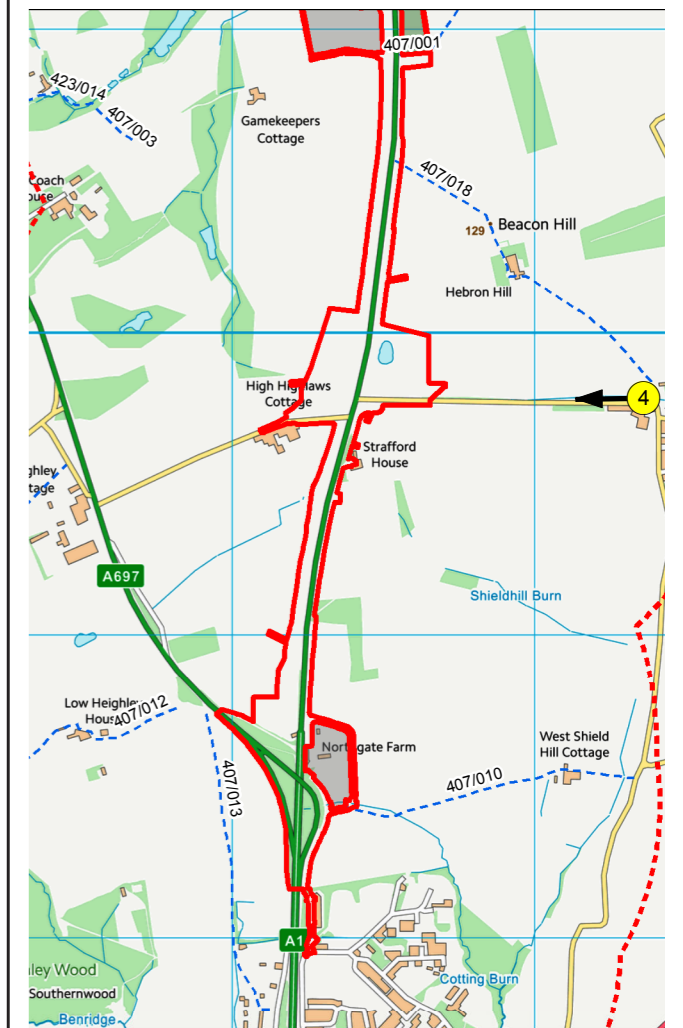 407/001
423/014
407/003
Gamekeepers
Cottage
407/018
129
Beacon Hill
Hebron Hill
High Highlaws
Cottage
4
Strafford
House
A697
Shieldhill Burn
Low Heighley
House
407/012
407/013
Northgate Farm
West Shield
Hill Cottage
407/010
A1
Southernwood
Cotting Burn
Benridge